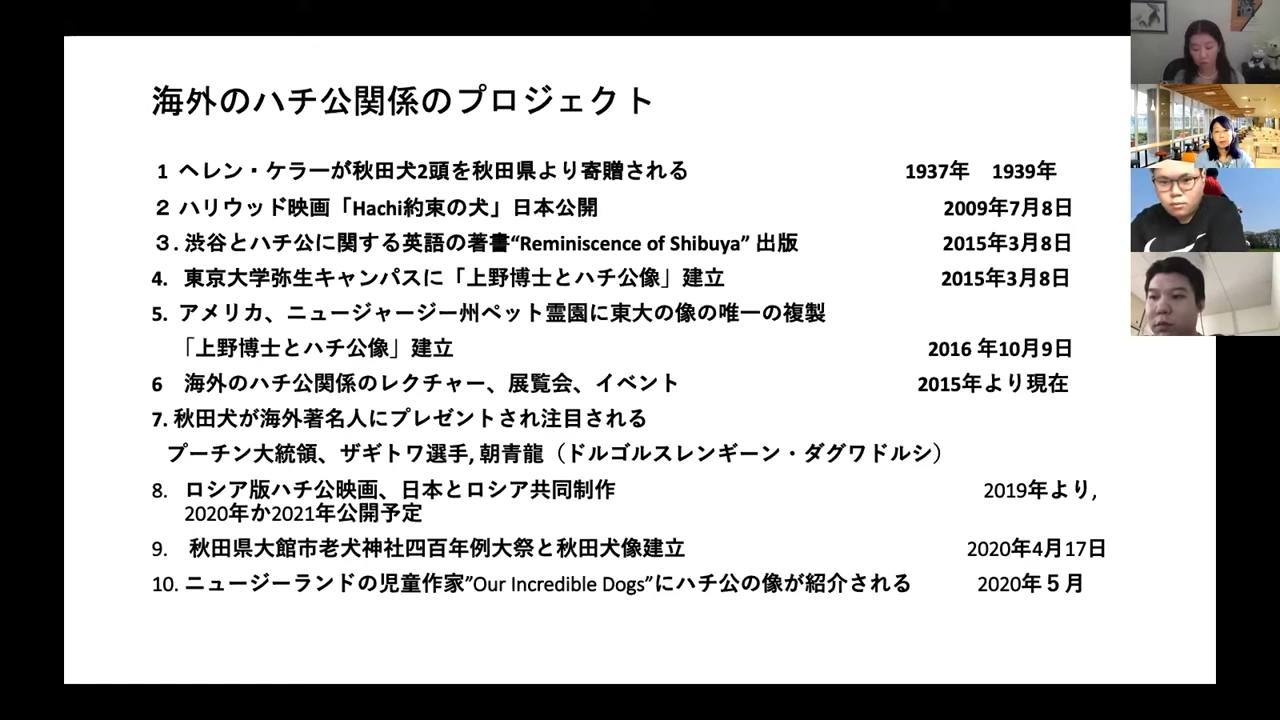 海外のハチ公関係のプロジェクト
1 ヘレン・ケラーが秋田犬2頭を秋田県より寄贈される 1937年 1939年
２ ハリウッド映画「Hachi約束の犬」日本公開 2009年7月8日
３. 渋谷とハチ公に関する英語の著書“Reminiscence of Shibuya” 出版 2015年3月8日
4. 東京大学弥生キャンパスに「上野博士とハチ公像」建立 2015年3月8日
5. アメリカ、ニュージャージー州ペット霊園に東大の像の唯一の複製
「上野博士とハチ公像」建立 2016 年10月9日
6 海外のハチ公関係のレクチャー、展覧会、イベント 2015年より現在
7. 秋田犬が海外著名人にプレゼントされ注目される
プーチン大統領、ザギトワ選手, 朝青龍（ドルゴルスレンギーン・ダグワドルシ）
8. ロシア版ハチ公映画、日本とロシア共同制作 2019年より,
2020年か2021年公開予定
9. 秋田県大館市老犬神社四百年例大祭と秋田犬像建立 2020年4月17日
10. ニュージーランドの児童作家”Our Incredible Dogs”にハチ公の像が紹介される 2020年５月